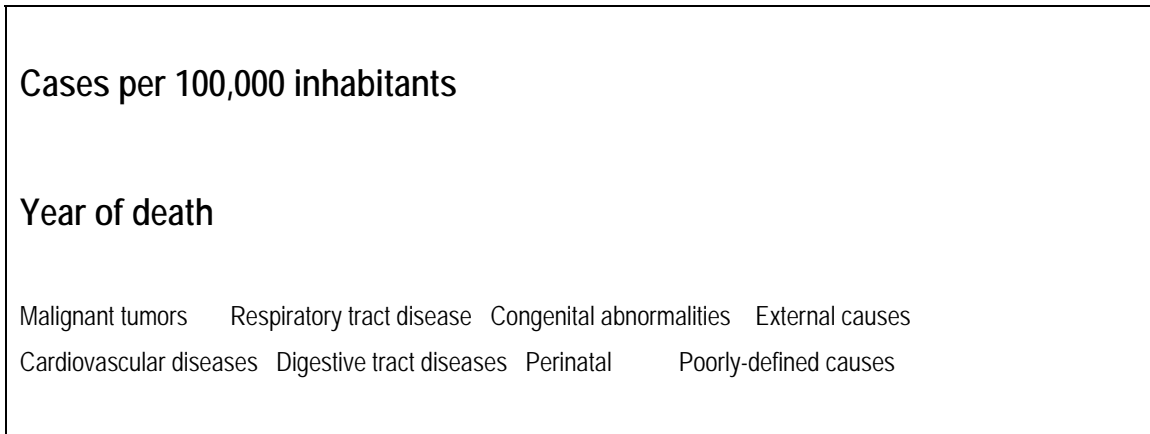 Cases per 100,000 inhabitants
Year of death
Malignant tumors Respiratory tract disease Congenital abnormalities External causes
Cardiovascular diseases Digestive tract diseases Perinatal Poorly-defined causes